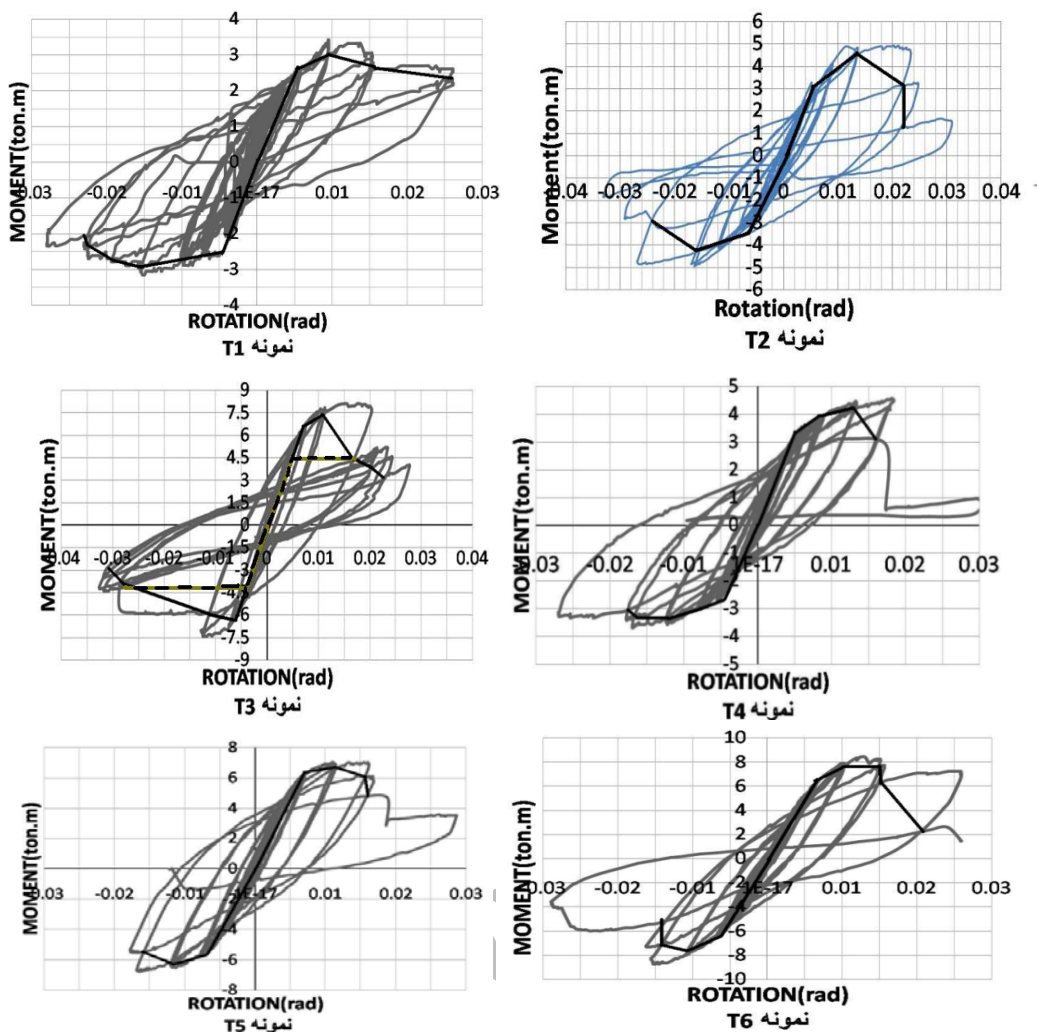 MOMENT(ton.m)
4
3
2
1
0
-1
-2
-3
-4
0.03 -0.02 -0.01 1E-17 0.01 0.02 0.03
ROTATION(rad)
نمونه T1
Moment(ton.m)
6
5
4
3
2
1
0
-1
-2
-3
-4
-5
-6
0.04 -0.03 -0.02 -0.01 0 0.01 0.02 0.03 0.04
Rotation(rad)
نمونه T2
MOMENT(ton.m)
9
7.5
6
4.5
3
1.5
0
-1.5
-3
-4.5
-6
-7.5
-9
0.04 -0.03 -0.02 -0.01 0 0.01 0.02 0.03 0.04
ROTATION(rad)
نمونه T3
MOMENT(ton.m)
5
4
3
2
1
0
-1
-2
-3
-4
-5
0.03 -0.02 -0.01 1E-17 0.01 0.02 0.03
ROTATION(rad)
نمونه T4
MOMENT(ton.m)
8
6
4
2
0
-2
-4
-6
-8
0.03 -0.02 -0.01 1E-17 0.01 0.02 0.03
ROTATION(rad)
نمونه T5
MOMENT(ton.m)
10
8
6
4
2
0
-2
-4
-6
-8
-10
-0.03 -0.02 -0.01 -1E-17 0.01 0.02 0.03
ROTATION(rad)
نمونه T6